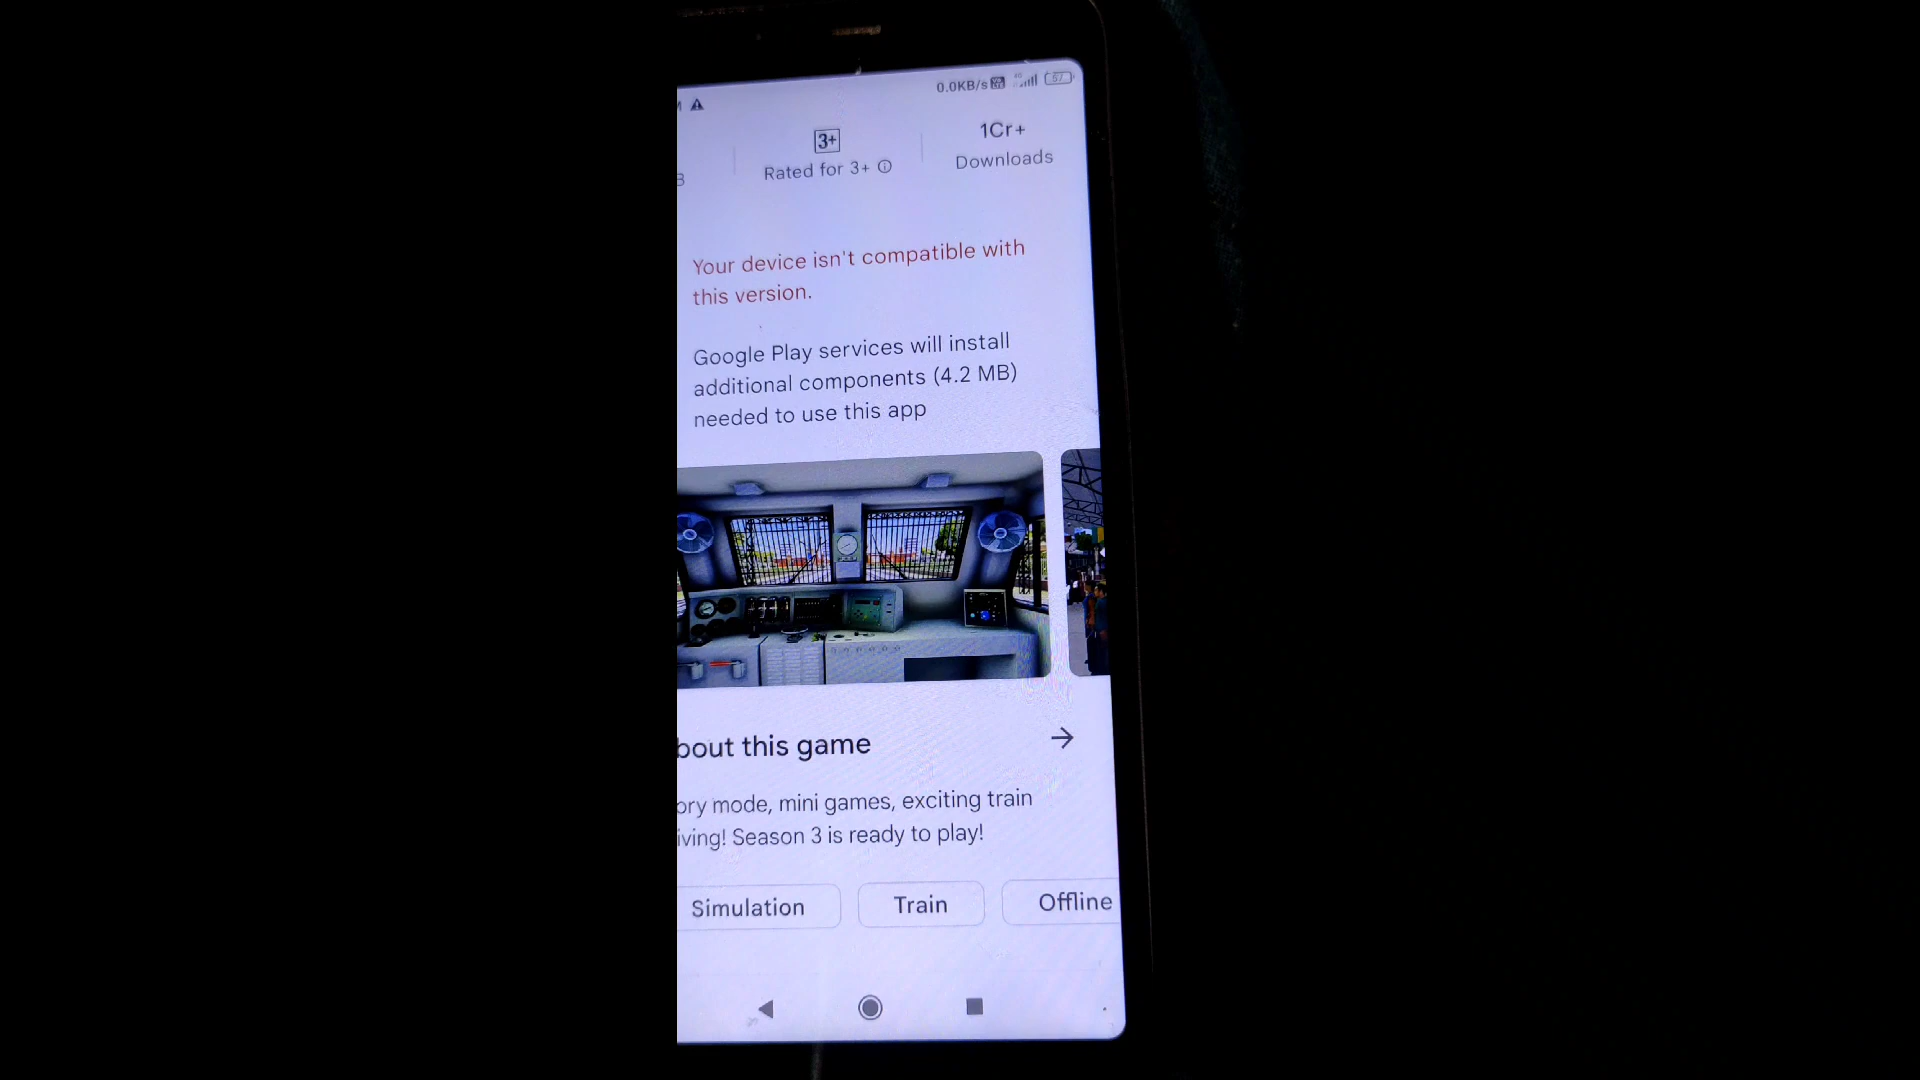 0.0KB/s 57
3+ 1Cr+
Rated for 3+ Downloads
Your device isn't compatible with
this version.
Google Play services will install
additional components (4.2 MB)
needed to use this app
bout this game
ory mode, mini games, exciting train
iving! Season 3 is ready to play!
Simulation Train Offline